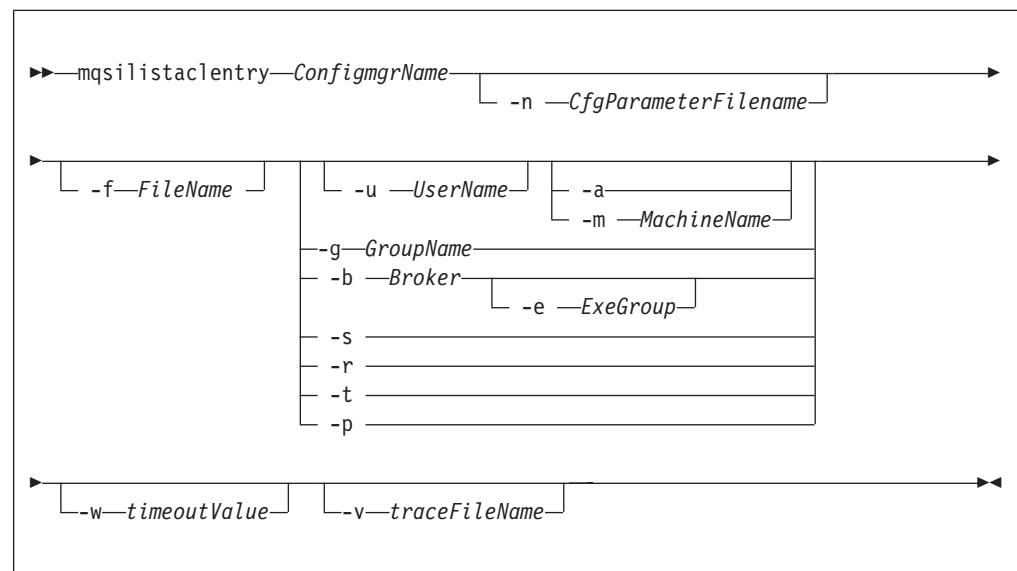 mqsilistaclentry ConfigmgrName
-n CfgParameterFilename
-f FileName
-u UserName
-a
-m MachineName
-g GroupName
-b Broker
-e ExeGroup
-s
-r
-t
-p
-w timeoutValue
-v traceFileName